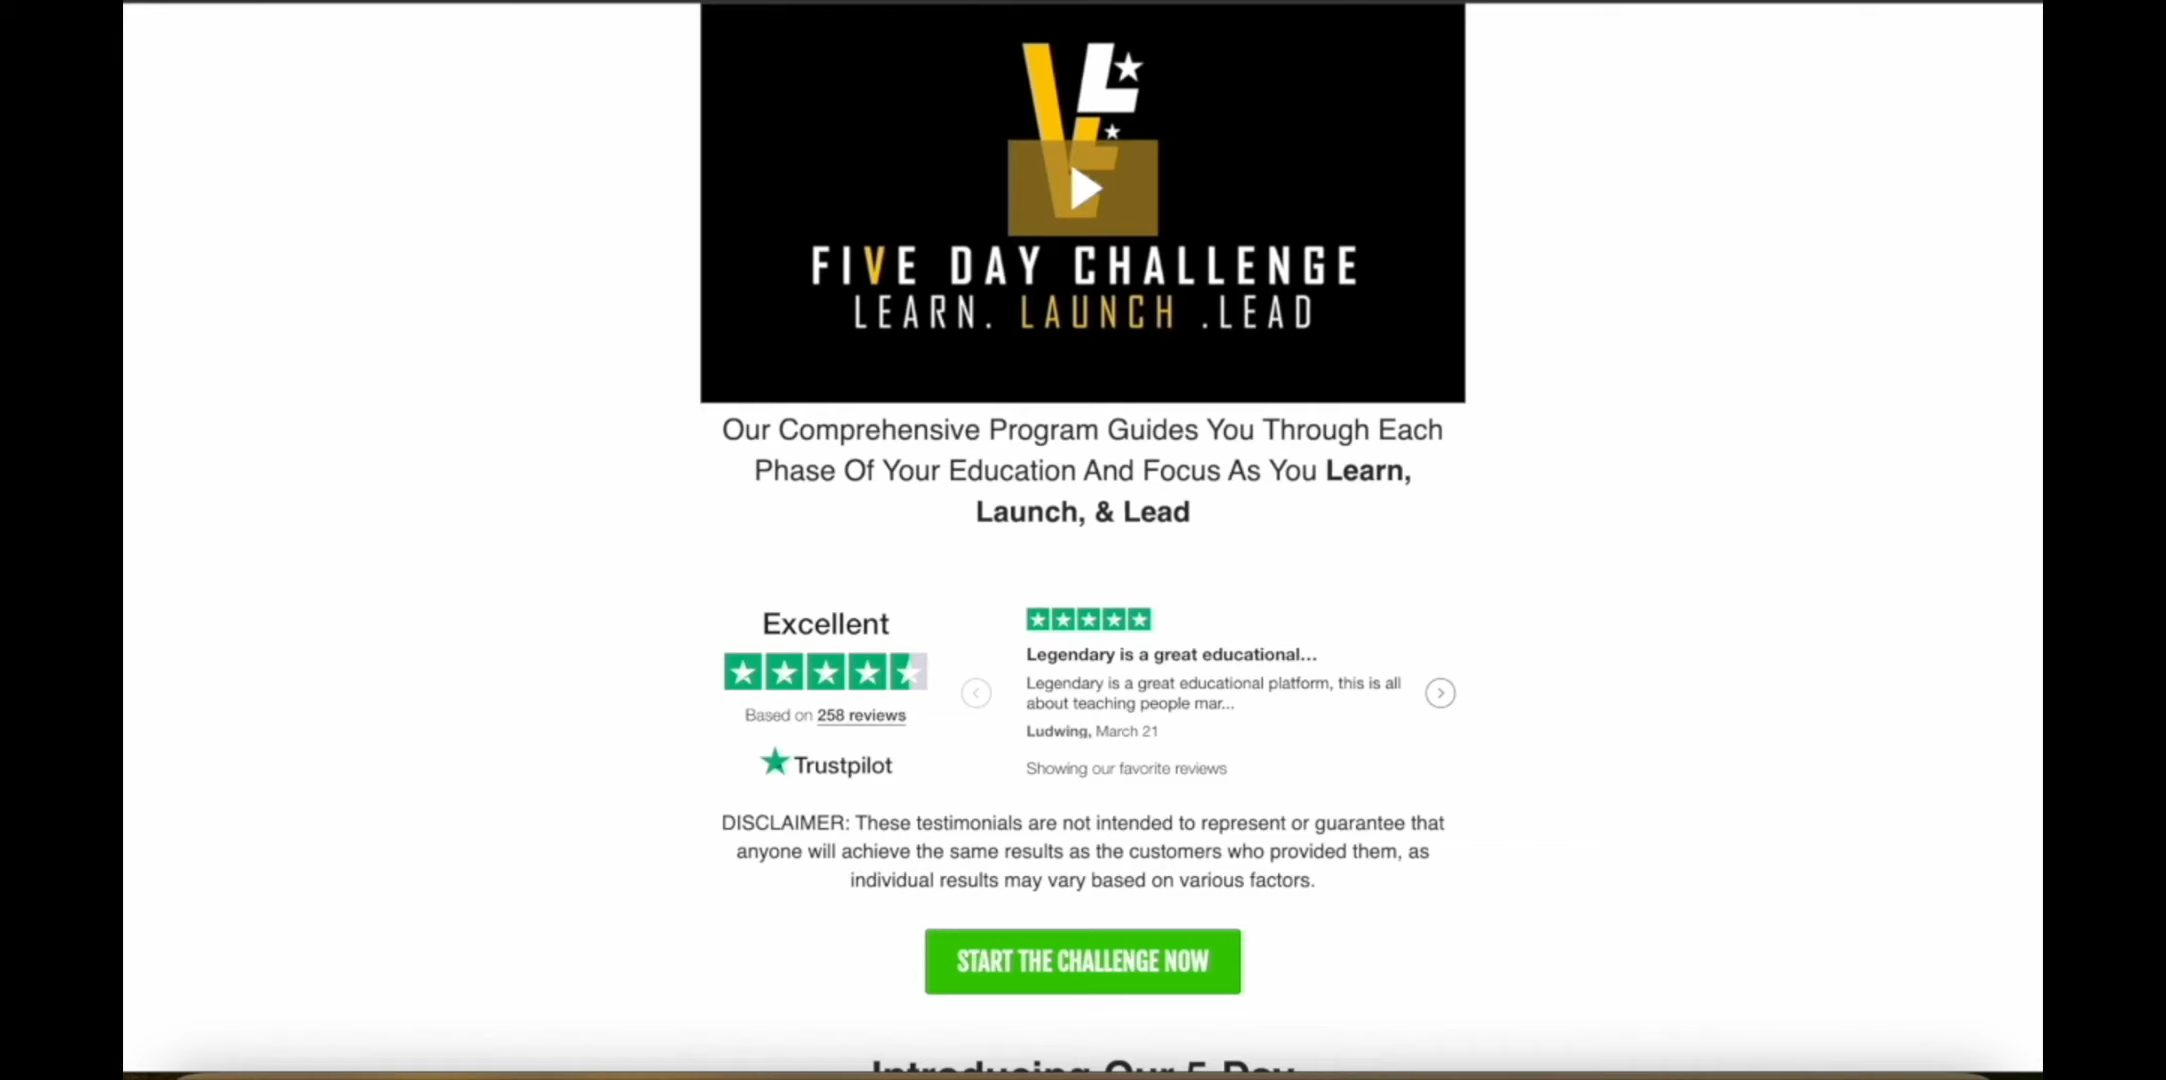 FIVE DAY CHALLENGE
LEARN. LAUNCH .LEAD
Our Comprehensive Program Guides You Through Each
Phase Of Your Education And Focus As You Learn,
Launch, & Lead
Excellent
Based on 258 reviews
Trustpilot
Legendary is a great educational...
Legendary is a great educational platform, this is all
about teaching people mar...
Ludwing, March 21
Showing our favorite reviews
DISCLAIMER: These testimonials are not intended to represent or guarantee that
anyone will achieve the same results as the customers who provided them, as
individual results may vary based on various factors.
START THE CHALLENGE NOW
Introducing Our 5 Day